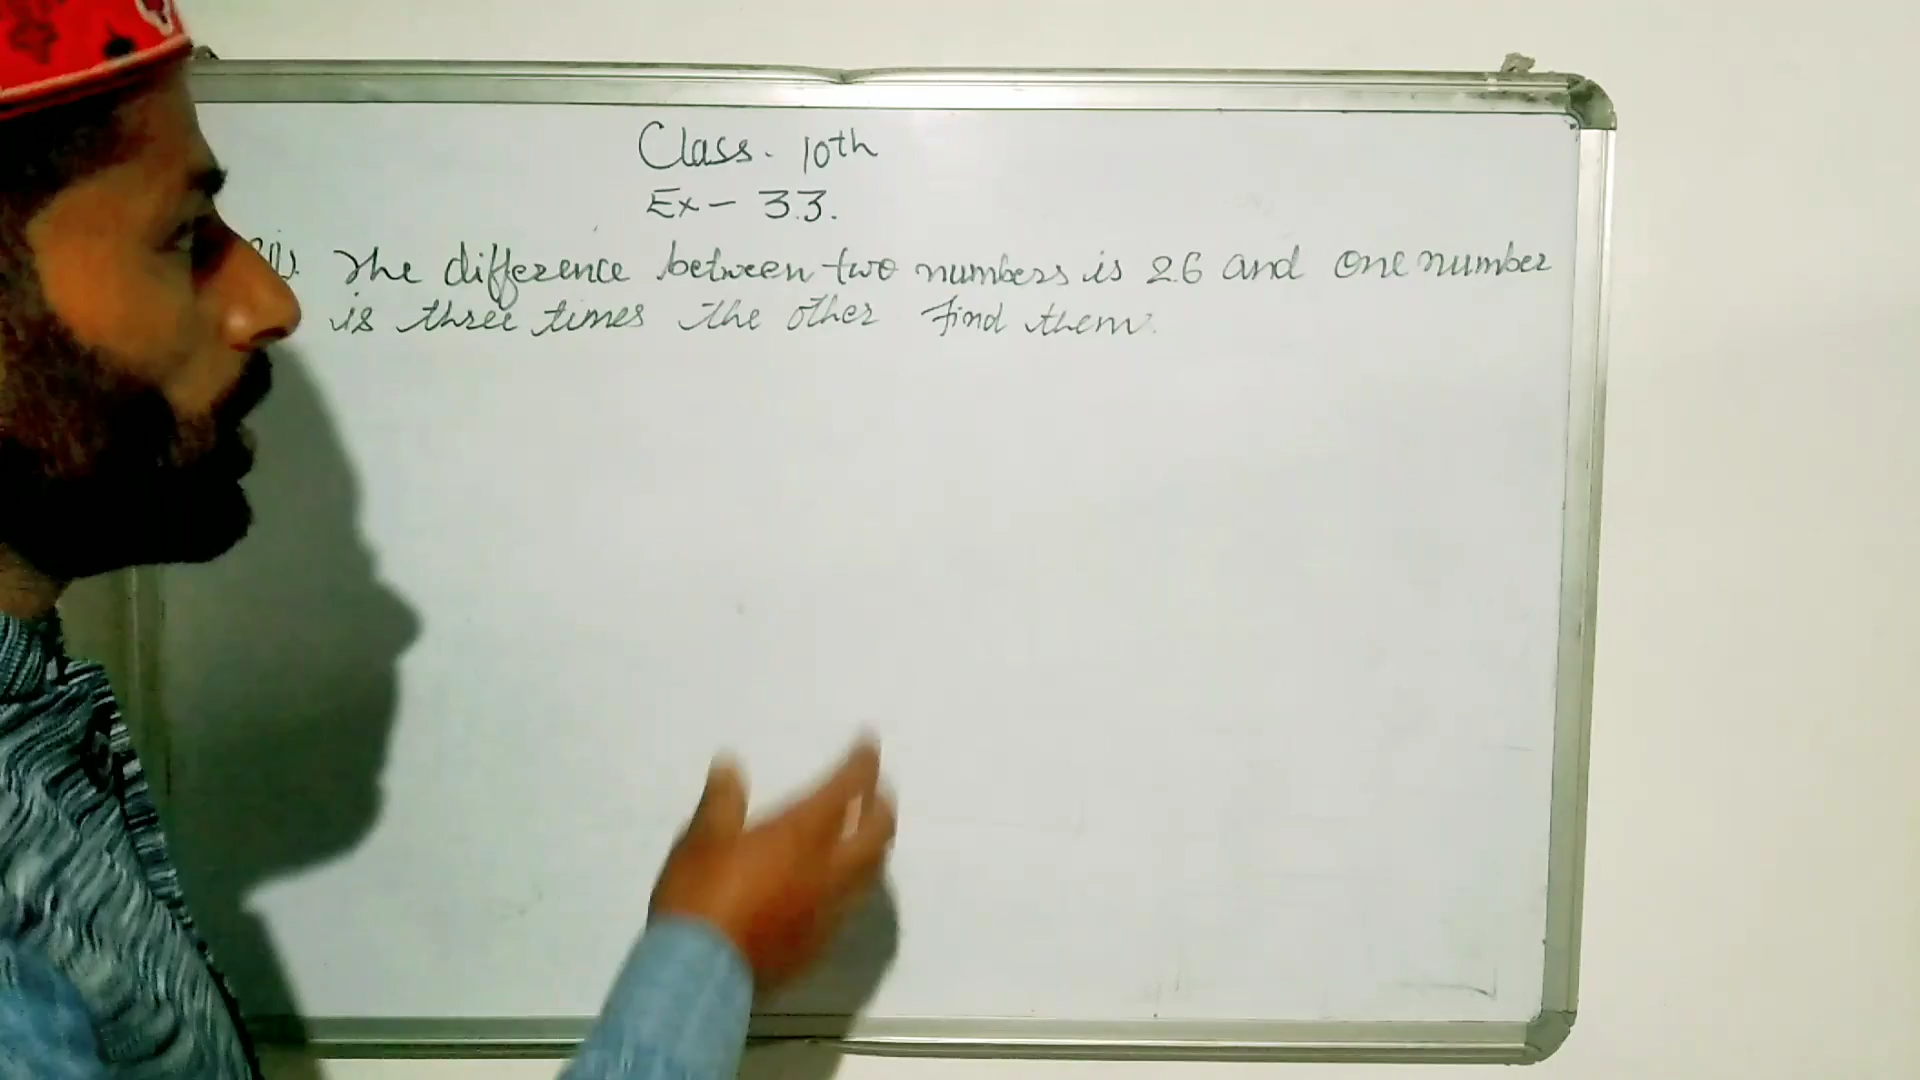 Class. 10th
Ex - 3.3.
The difference between two numbers is 26 and one number
is three times the other find them.